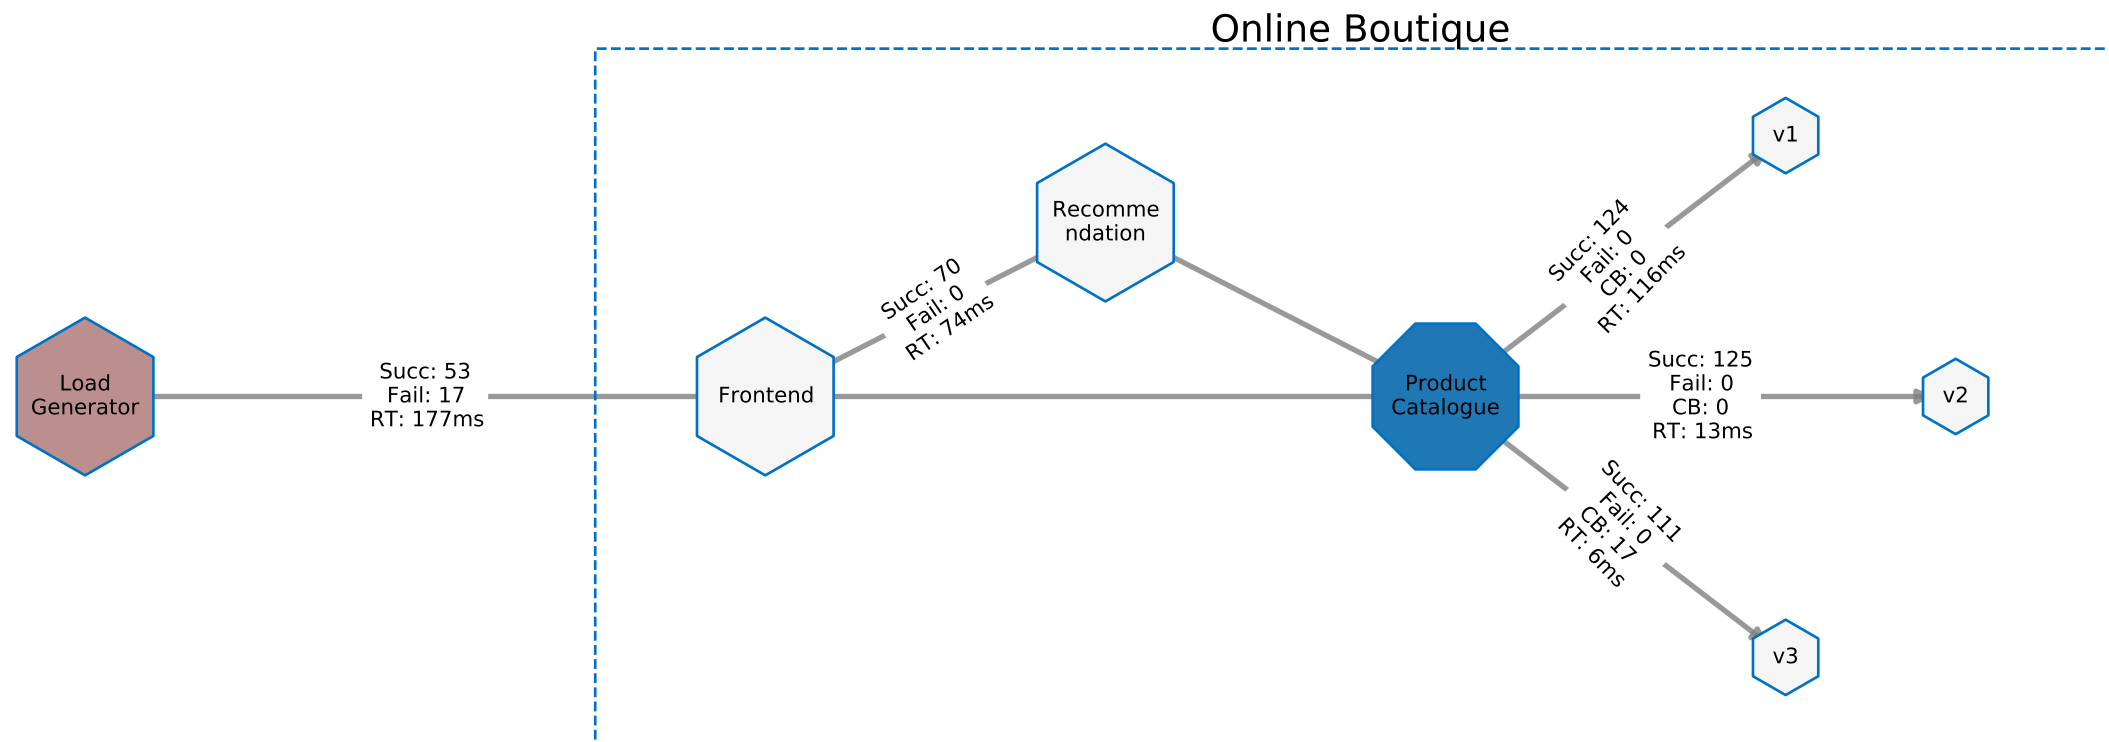 Online Boutique
Load
Generator
Succ: 53
Fail: 17
RT: 177ms
Frontend
Succ: 70
Fail: 0
RT: 74ms
Recomme
ndation
Product
Catalogue
Succ: 124
Fail: 0
CB: 0
RT: 116ms
v1
Succ: 125
Fail: 0
CB: 0
RT: 13ms
v2
Succ: 111
Fail: 0
CB: 17
RT: 6ms
v3